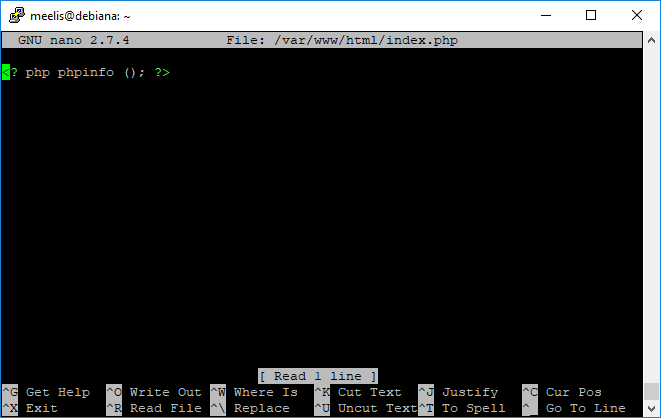 meelis@debiana: ~
GNU nano 2.7.4 File: /var/www/html/index.php
<? php phpinfo (); ?>
[ Read 1 line ]
^G Get Help ^O Write Out ^W Where Is ^K Cut Text ^J Justify ^C Cur Pos
^X Exit ^R Read File ^\ Replace ^U Uncut Text ^T To Spell ^_ Go To Line